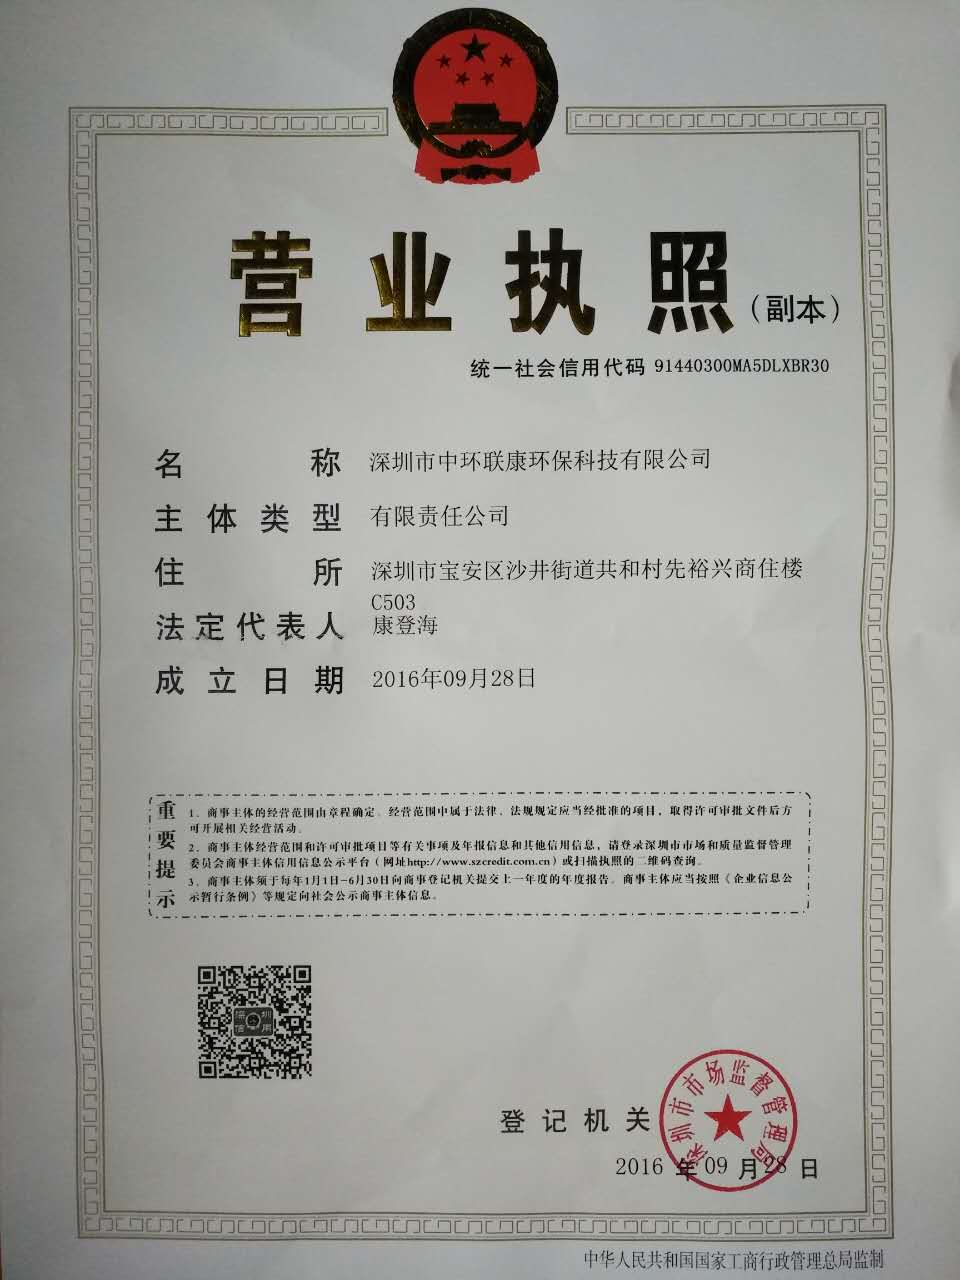 营业执照(副本)
统一社会信用代码 91440300MA5DLXBR30
名称 深圳市中环联康环保科技有限公司
主体类型 有限责任公司
住所 深圳市宝安区沙井街道共和村先裕兴商住楼
C503
法定代表人 康登海
成立日期 2016年09月28日
重要提示
1．商事主体的经营范围由章程确定。经营范围中属于法律、法规规定应当经批准的项目，取得许可审批文件后方
可开展相关经营活动。
2．商事主体经营范围和许可审批项目等有关事项及年报信息和其他信用信息，请登录深圳市市场和质量监督管理
委员会商事主体信用信息公示平台（网址http://www.szcredit.com.cn）或扫描执照的二维码查询。
3．商事主体须于每年1月1日-6月30日向商事登记机关提交上一年度的年度报告。商事主体应当按照《企业信息公
示暂行条例》等规定向社会公示商事主体信息。
深圳
信用
登记机关
深圳市市场监督管理局
2016 年 09 月 28 日
中华人民共和国国家工商行政管理总局监制